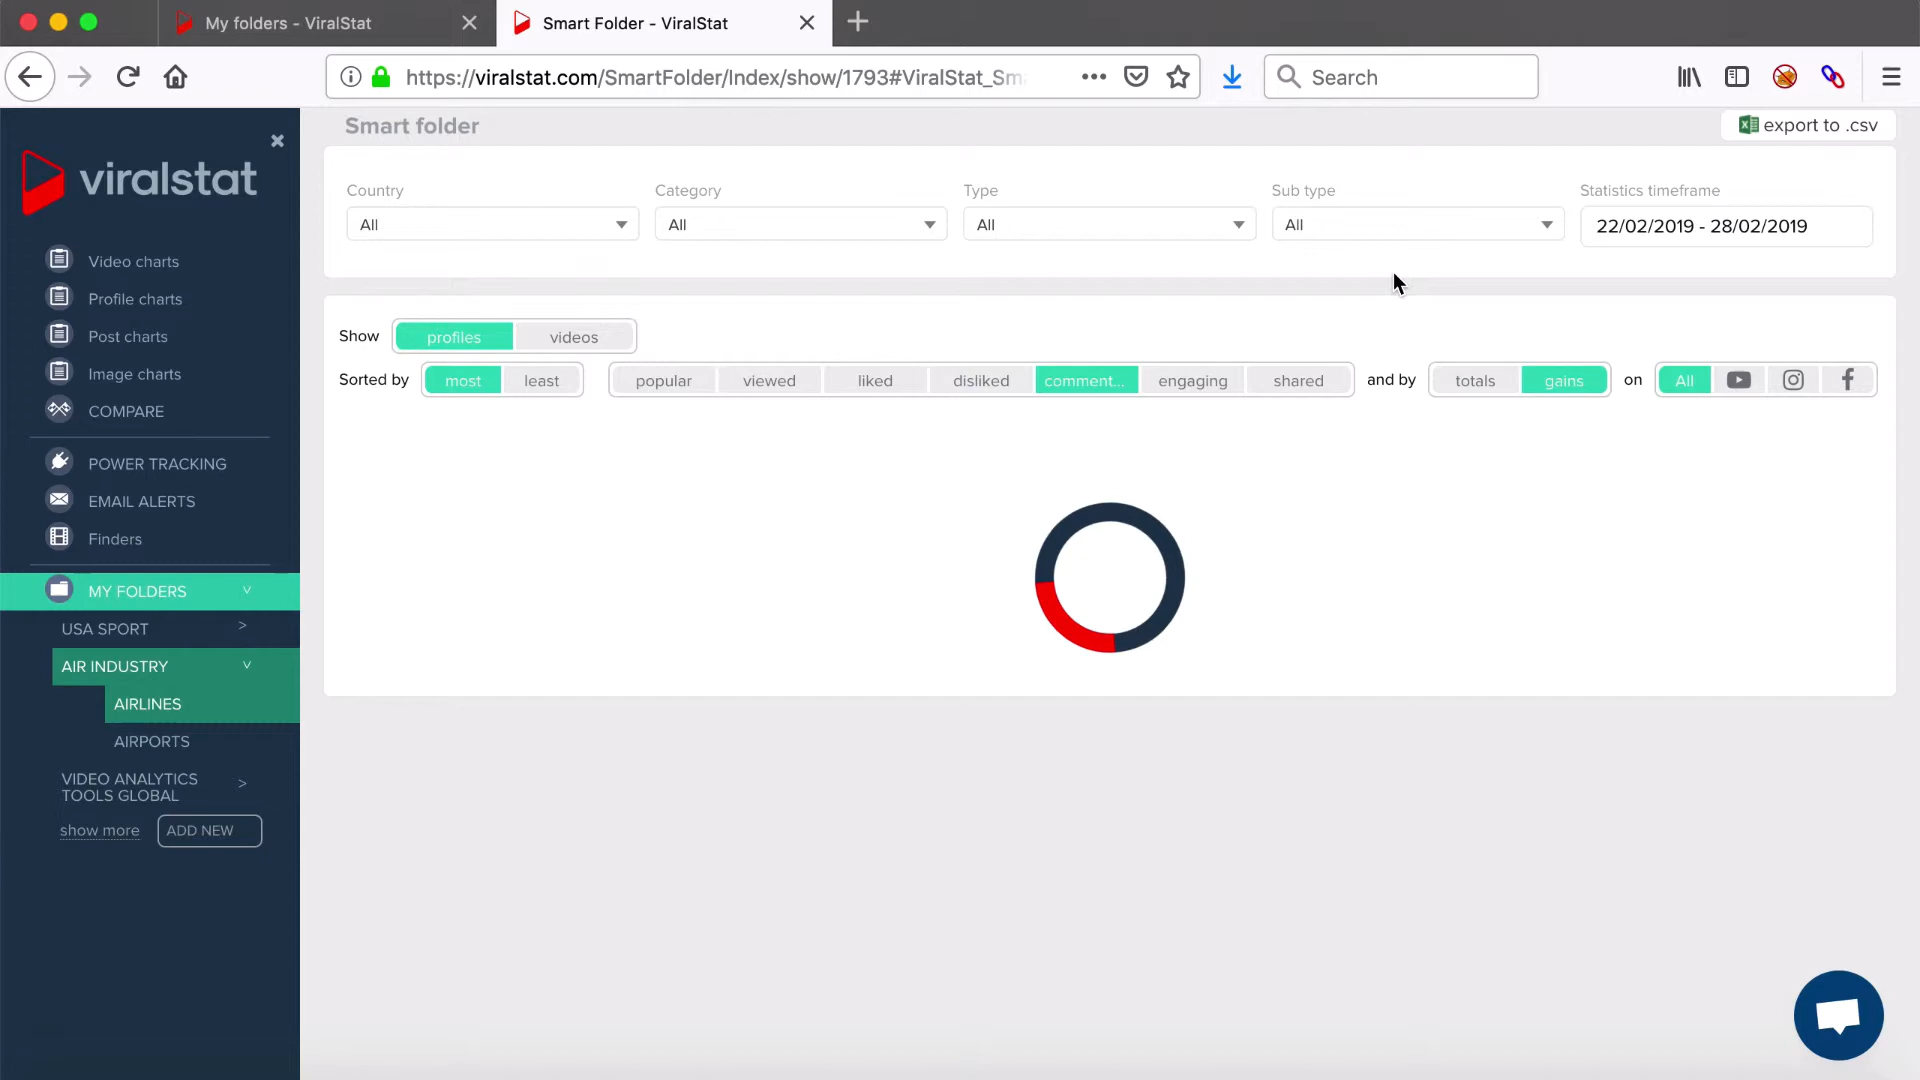 My folders - ViralStat
Smart Folder - ViralStat
https://viralstat.com/SmartFolder/Index/show/1793#ViralStat_Sm
Search
viralstat
Video charts
Profile charts
Post charts
Image charts
COMPARE
POWER TRACKING
EMAIL ALERTS
Finders
MY FOLDERS
USA SPORT
AIR INDUSTRY
AIRLINES
AIRPORTS
VIDEO ANALYTICS
TOOLS GLOBAL
show more ADD NEW
Smart folder
export to .csv
Country Category Type Sub type Statistics timeframe
All All All All 22/02/2019 - 28/02/2019
Show profiles videos
Sorted by most least popular viewed liked disliked comment... engaging shared and by totals gains on All